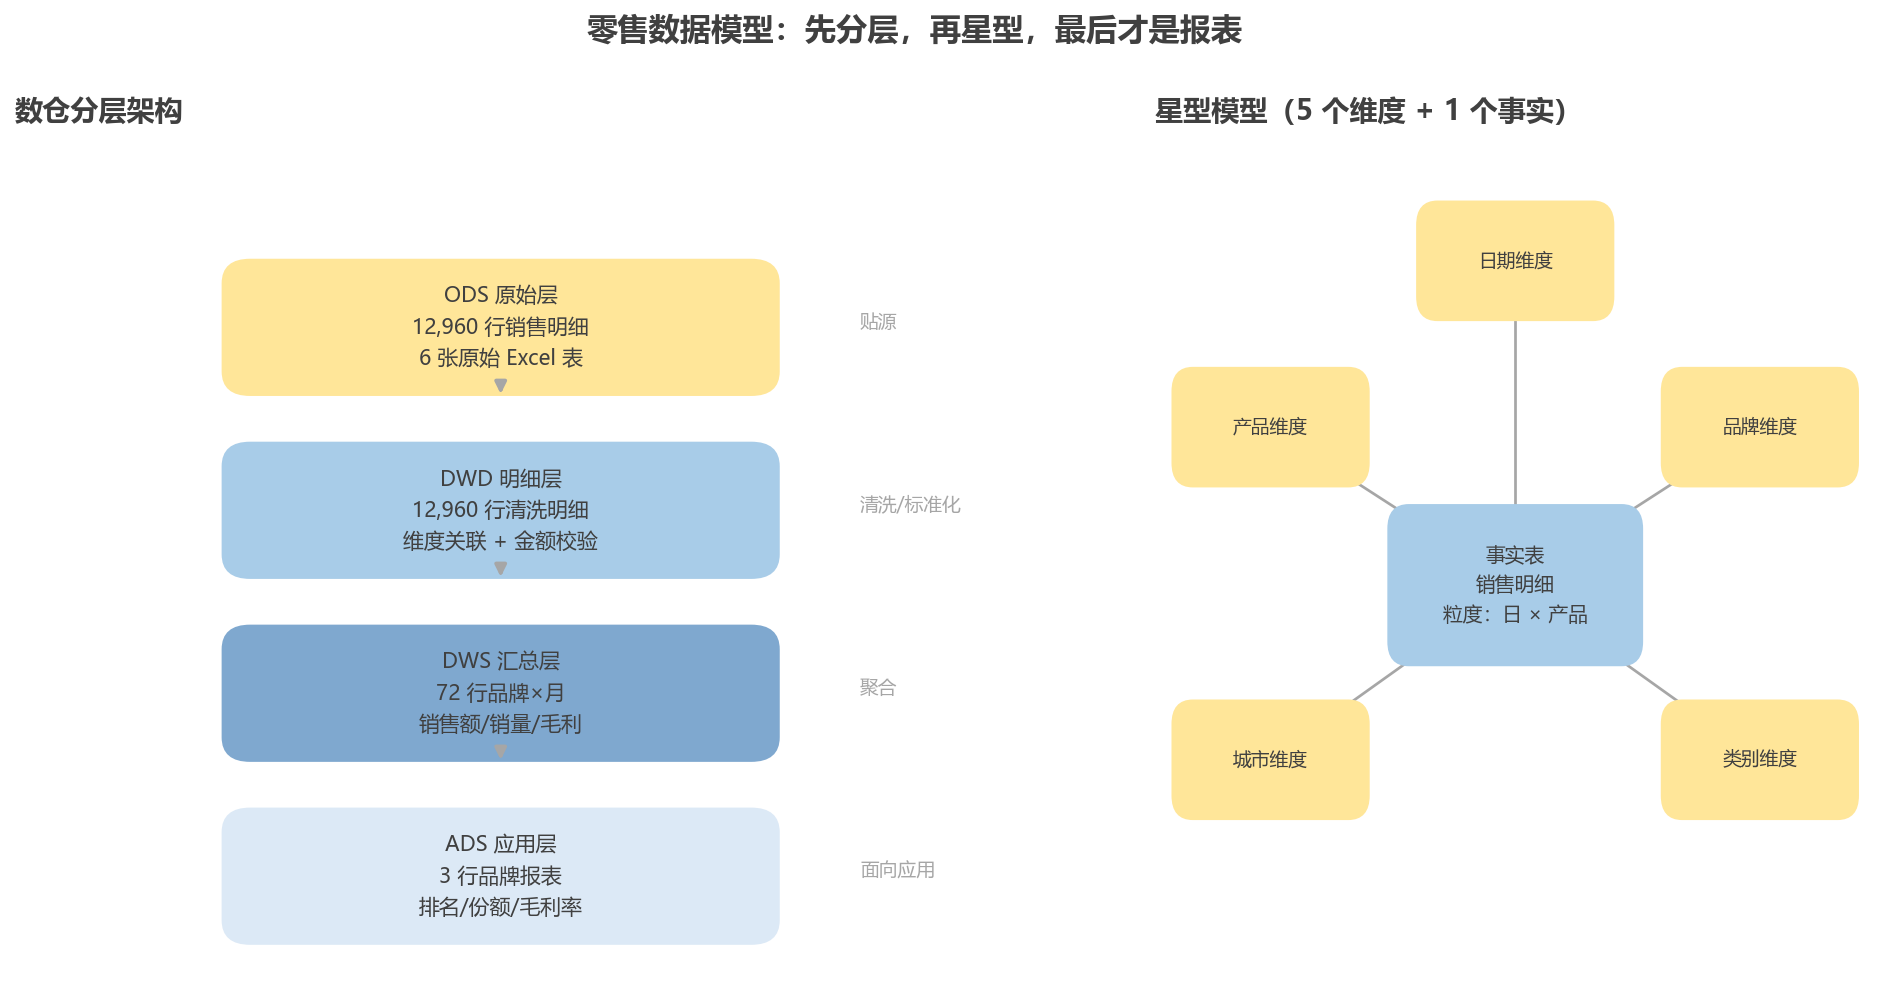 零售数据模型：先分层，再星型，最后才是报表
数仓分层架构
ODS 原始层
12,960 行销售明细
6 张原始 Excel 表
贴源
DWD 明细层
12,960 行清洗明细
维度关联 + 金额校验
清洗/标准化
DWS 汇总层
72 行品牌×月
销售额/销量/毛利
聚合
ADS 应用层
3 行品牌报表
排名/份额/毛利率
面向应用
星型模型（5 个维度 + 1 个事实）
日期维度
产品维度
品牌维度
事实表
销售明细
粒度：日 × 产品
城市维度
类别维度